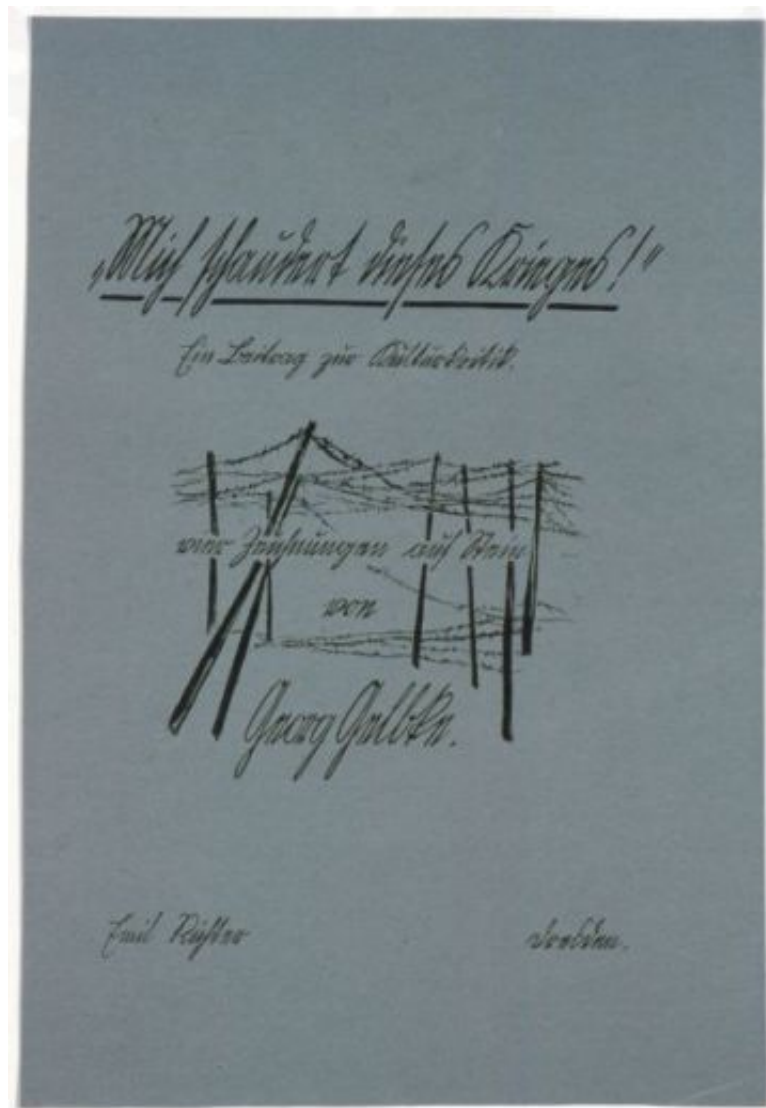 „Mich schaudert dieses Krieges!“
Ein Beitrag zur Kulturkritik.
vier Zeichnungen auf Stein
von
Georg Gelbke.
Emil Richter
Dresden.